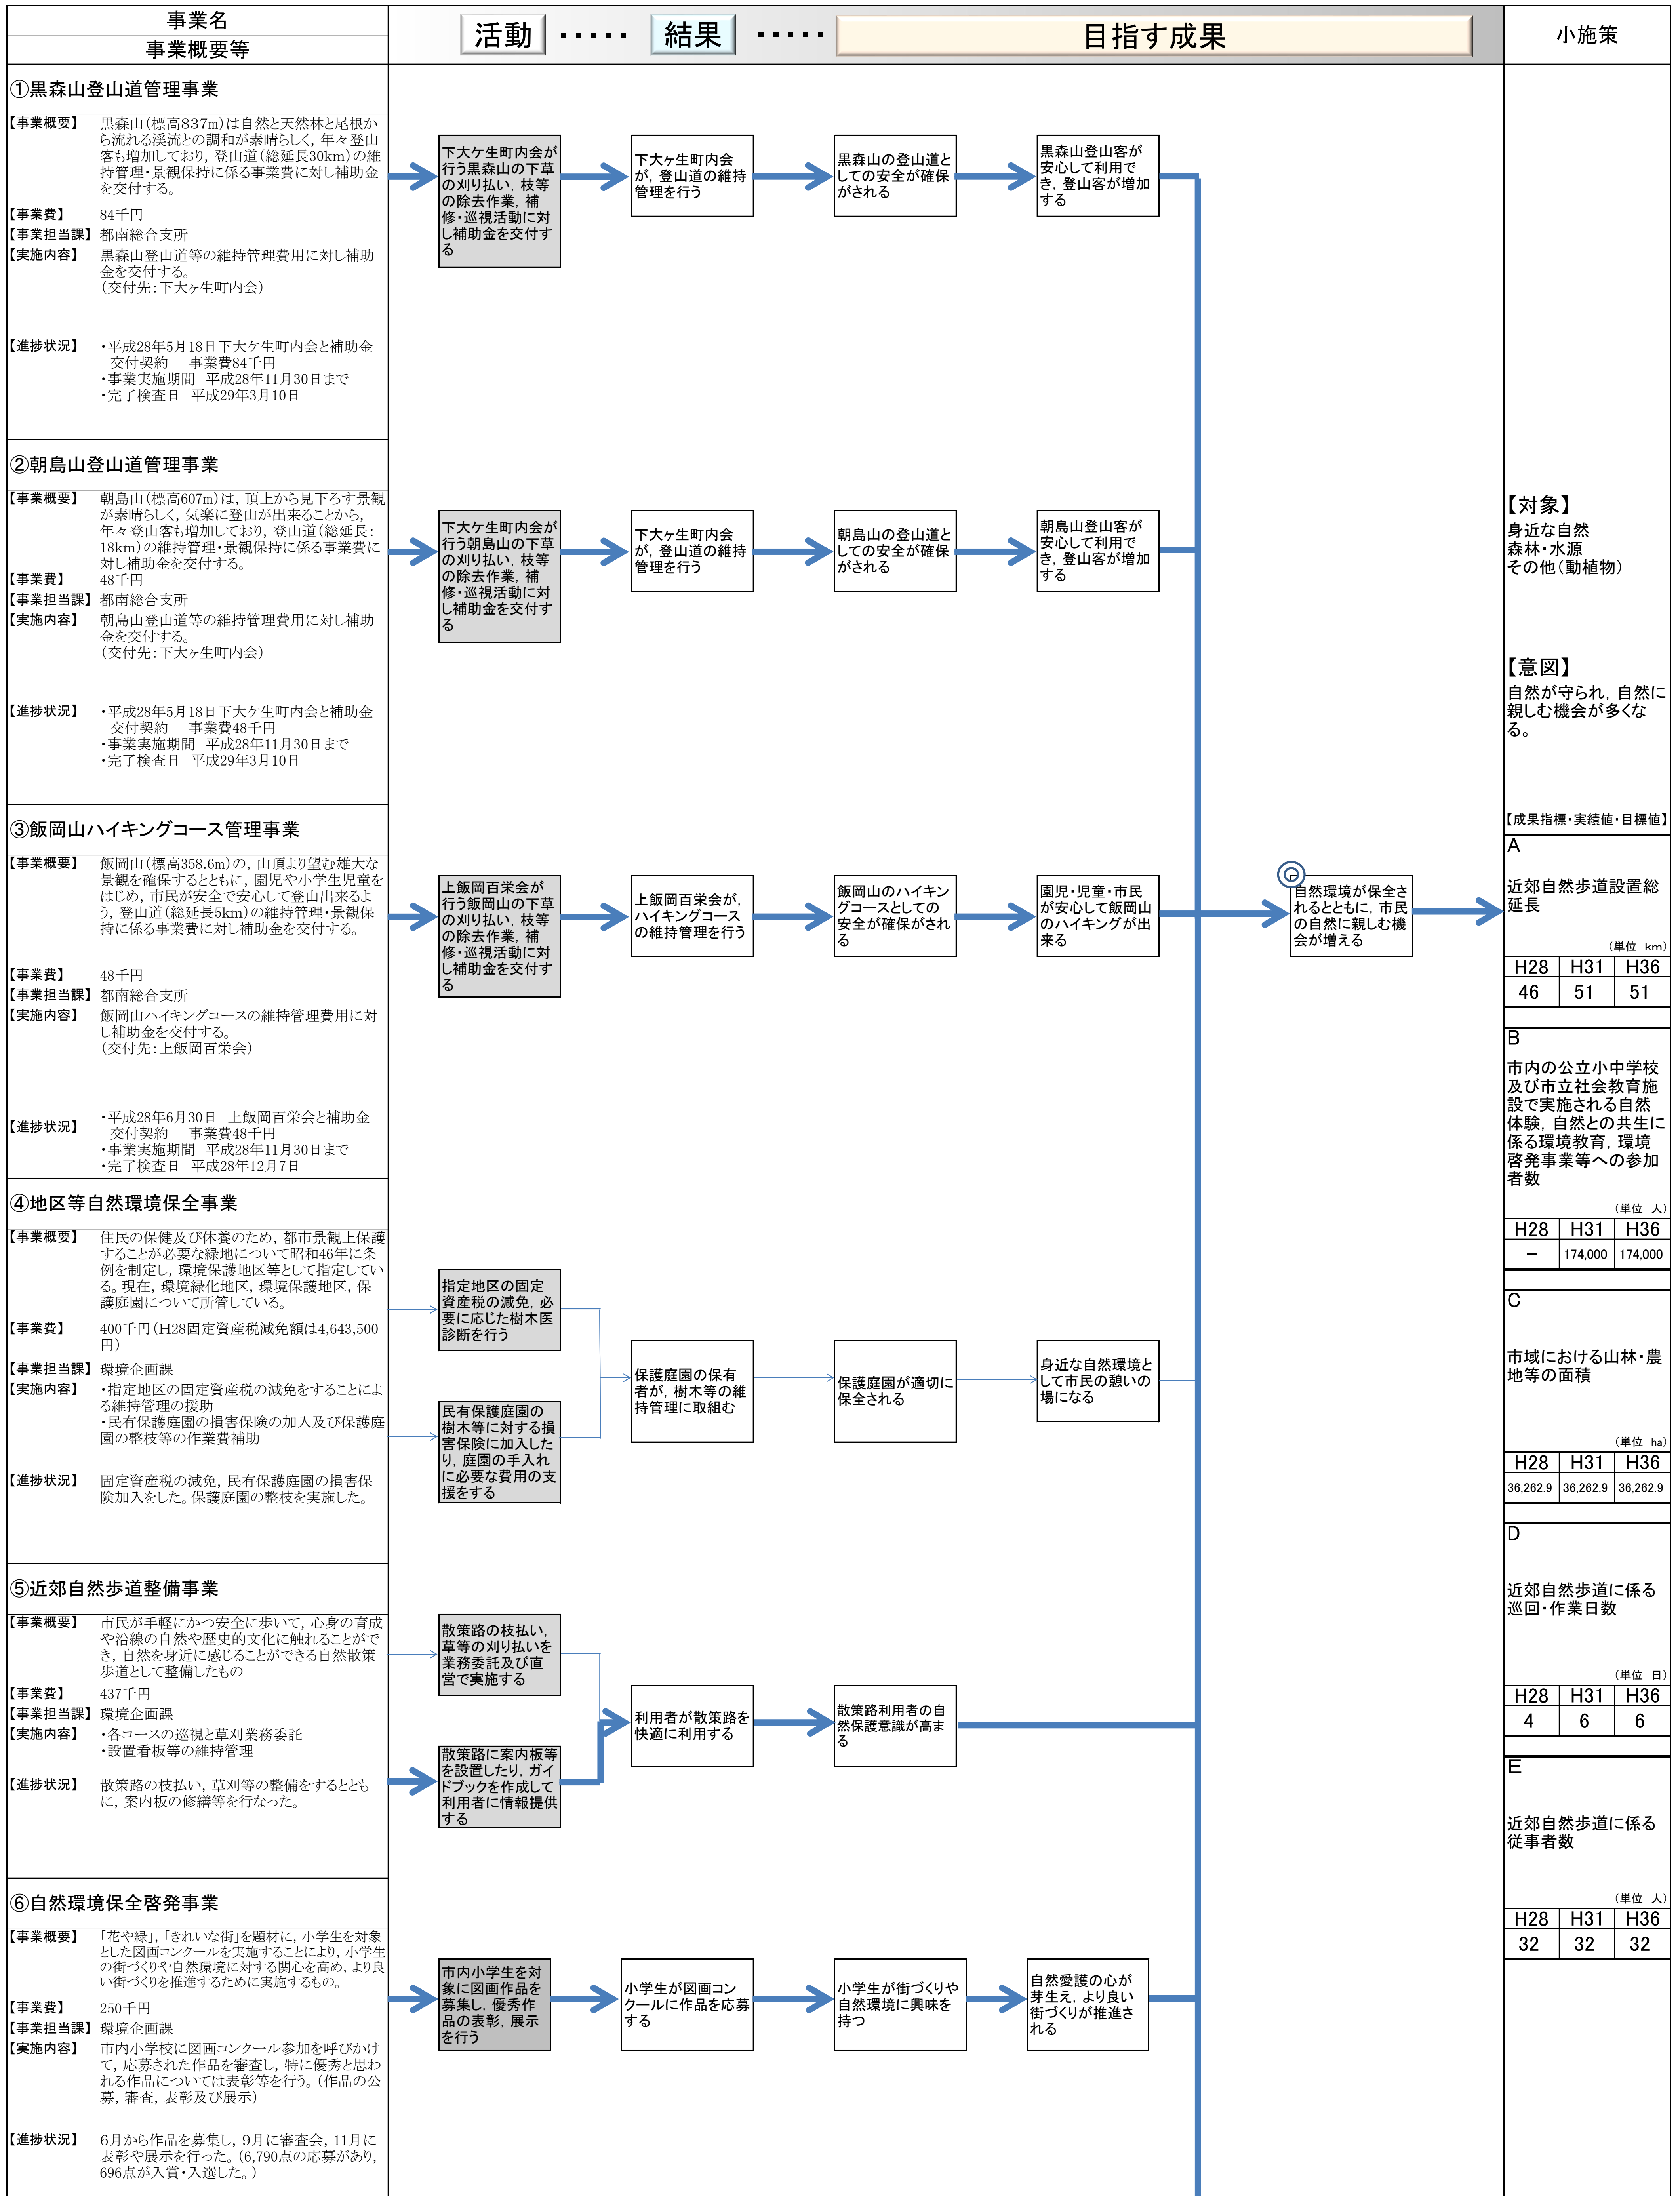 事業名
事業概要等
活動
・・・・・
結果
・・・・・
目指す成果
小施策
①黒森山登山道管理事業
【事業概要】 黒森山（標高837m）は自然と天然林と尾根か
ら流れる渓流との調和が素晴らしく，年々登山
客も増加しており，登山道（総延長30km）の維
持管理・景観保持に係る事業費に対し補助金
を交付する。
【事業費】 84千円
【事業担当課】 都南総合支所
【実施内容】 黒森山登山道等の維持管理費用に対し補助
金を交付する。
（交付先：下大ヶ生町内会）
【進捗状況】 ・平成28年5月18日下大ケ生町内会と補助金
交付契約　事業費84千円
・事業実施期間　平成28年11月30日まで
・完了検査日　平成29年3月10日
下大ケ生町内会が
行う黒森山の下草
の刈り払い，枝等
の除去作業，補
修・巡視活動に対
し補助金を交付す
る
下大ヶ生町内会
が，登山道の維持
管理を行う
黒森山の登山道と
しての安全が確保
がされる
黒森山登山客が
安心して利用で
き，登山客が増加
する
②朝島山登山道管理事業
【事業概要】 朝島山（標高607m）は，頂上から見下ろす景観
が素晴らしく，気楽に登山が出来ることから，
年々登山客も増加しており，登山道（総延長：
18km）の維持管理・景観保持に係る事業費に
対し補助金を交付する。
【事業費】 48千円
【事業担当課】 都南総合支所
【実施内容】 朝島山登山道等の維持管理費用に対し補助
金を交付する。
（交付先：下大ヶ生町内会）
【進捗状況】 ・平成28年5月18日下大ケ生町内会と補助金
交付契約　事業費48千円
・事業実施期間　平成28年11月30日まで
・完了検査日　平成29年3月10日
下大ケ生町内会が
行う朝島山の下草
の刈り払い，枝等
の除去作業，補
修・巡視活動に対
し補助金を交付す
る
下大ヶ生町内会
が，登山道の維持
管理を行う
朝島山の登山道と
しての安全が確保
がされる
朝島山登山客が
安心して利用で
き，登山客が増加
する
③飯岡山ハイキングコース管理事業
【事業概要】 飯岡山（標高358.6m）の，山頂より望む雄大な
景観を確保するとともに，園児や小学生児童を
はじめ，市民が安全で安心して登山出来るよ
う，登山道（総延長5km）の維持管理・景観保
持に係る事業費に対し補助金を交付する。
【事業費】 48千円
【事業担当課】 都南総合支所
【実施内容】 飯岡山ハイキングコースの維持管理費用に対
し補助金を交付する。
（交付先：上飯岡百栄会）
【進捗状況】 ・平成28年6月30日　上飯岡百栄会と補助金
交付契約　事業費48千円
・事業実施期間　平成28年11月30日まで
・完了検査日　平成28年12月7日
上飯岡百栄会が
行う飯岡山の下草
の刈り払い，枝等
の除去作業，補
修・巡視活動に対
し補助金を交付す
る
上飯岡百栄会が，
ハイキングコース
の維持管理を行う
飯岡山のハイキン
グコースとしての
安全が確保がされ
る
園児・児童・市民
が安心して飯岡山
のハイキングが出
来る
◎
自然環境が保全さ
れるとともに，市民
の自然に親しむ機
会が増える
④地区等自然環境保全事業
【事業概要】 住民の保健及び休養のため，都市景観上保護
することが必要な緑地について昭和46年に条
例を制定し，環境保護地区等として指定してい
る。現在，環境緑化地区，環境保護地区，保
護庭園について所管している。
【事業費】 400千円（H28固定資産税減免額は4,643,500
円）
【事業担当課】 環境企画課
【実施内容】 ・指定地区の固定資産税の減免をすることによ
る維持管理の援助
・民有保護庭園の損害保険の加入及び保護庭
園の整枝等の作業費補助
【進捗状況】 固定資産税の減免，民有保護庭園の損害保
険加入をした。保護庭園の整枝を実施した。
指定地区の固定
資産税の減免，必
要に応じた樹木医
診断を行う
民有保護庭園の
樹木等に対する損
害保険に加入した
り，庭園の手入れ
に必要な費用の支
援をする
保護庭園の保有
者が，樹木等の維
持管理に取組む
保護庭園が適切に
保全される
身近な自然環境と
して市民の憩いの
場になる
⑤近郊自然歩道整備事業
【事業概要】 市民が手軽にかつ安全に歩いて，心身の育成
や沿線の自然や歴史的文化に触れることがで
き，自然を身近に感じることができる自然散策
歩道として整備したもの
【事業費】 437千円
【事業担当課】 環境企画課
【実施内容】 ・各コースの巡視と草刈業務委託
・設置看板等の維持管理
【進捗状況】 散策路の枝払い，草刈等の整備をするととも
に，案内板の修繕等を行なった。
散策路の枝払い，
草等の刈り払いを
業務委託及び直
営で実施する
散策路に案内板等
を設置したり，ガイ
ドブックを作成して
利用者に情報提供
する
利用者が散策路を
快適に利用する
散策路利用者の自
然保護意識が高ま
る
⑥自然環境保全啓発事業
【事業概要】 「花や緑」，「きれいな街」を題材に，小学生を対象
とした図画コンクールを実施することにより，小学生
の街づくりや自然環境に対する関心を高め，より良
い街づくりを推進するために実施するもの。
【事業費】 250千円
【事業担当課】 環境企画課
【実施内容】 市内小学校に図画コンクール参加を呼びかけ
て，応募された作品を審査し，特に優秀と思わ
れる作品については表彰等を行う。（作品の公
募，審査，表彰及び展示）
【進捗状況】 6月から作品を募集し，9月に審査会，11月に
表彰や展示を行った。（6,790点の応募があり，
696点が入賞・入選した。）
市内小学生を対
象に図画作品を
募集し，優秀作
品の表彰，展示
を行う
小学生が図画コン
クールに作品を応募
する
小学生が街づくりや
自然環境に興味を
持つ
自然愛護の心が
芽生え，より良い
街づくりが推進さ
れる
【対象】
身近な自然
森林・水源
その他（動植物）
【意図】
自然が守られ，自然に
親しむ機会が多くな
る。
【成果指標・実績値・目標値】
A
近郊自然歩道設置総
延長
（単位　km）
H28 H31 H36
46 51 51
B
市内の公立小中学校
及び市立社会教育施
設で実施される自然
体験，自然との共生に
係る環境教育，環境
啓発事業等への参加
者数
（単位　人）
H28 H31 H36
－ 174,000 174,000
C
市域における山林・農
地等の面積
（単位　ha）
H28 H31 H36
36,262.9 36,262.9 36,262.9
D
近郊自然歩道に係る
巡回・作業日数
（単位　日）
H28 H31 H36
4 6 6
E
近郊自然歩道に係る
従事者数
（単位　人）
H28 H31 H36
32 32 32